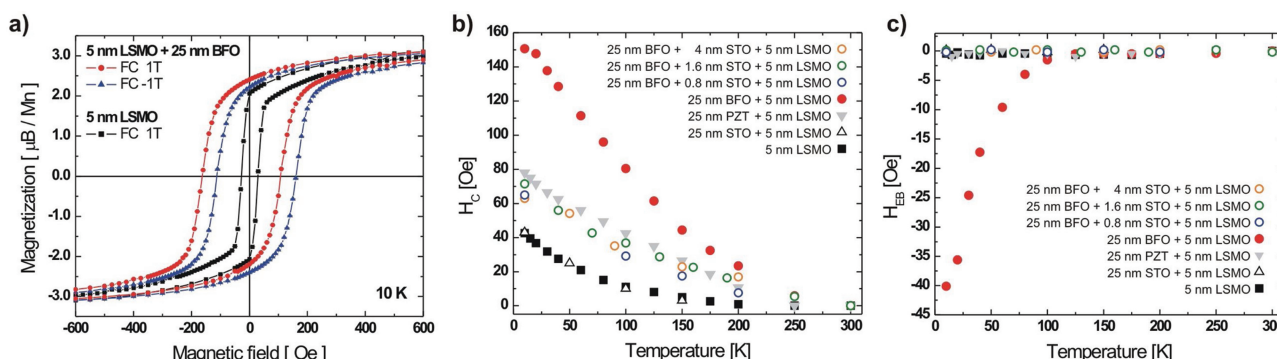 a)
5 nm LSMO + 25 nm BFO
FC 1T
FC -1T
5 nm LSMO
FC 1T
10 K
Magnetization [ μB / Mn ]
3.0
2.0
1.0
0.0
-1.0
-2.0
-3.0
-600 -400 -200 0 200 400 600
Magnetic field [ Oe ]
b)
25 nm BFO + 4 nm STO + 5 nm LSMO
25 nm BFO + 1.6 nm STO + 5 nm LSMO
25 nm BFO + 0.8 nm STO + 5 nm LSMO
25 nm BFO + 5 nm LSMO
25 nm PZT + 5 nm LSMO
25 nm STO + 5 nm LSMO
5 nm LSMO
HC [Oe]
160
140
120
100
80
60
40
20
0
0 50 100 150 200 250 300
Temperature [K]
c)
25 nm BFO + 4 nm STO + 5 nm LSMO
25 nm BFO + 1.6 nm STO + 5 nm LSMO
25 nm BFO + 0.8 nm STO + 5 nm LSMO
25 nm BFO + 5 nm LSMO
25 nm PZT + 5 nm LSMO
25 nm STO + 5 nm LSMO
5 nm LSMO
HEB [Oe]
5
0
-5
-10
-15
-20
-25
-30
-35
-40
-45
0 50 100 150 200 250 300
Temperature [K]